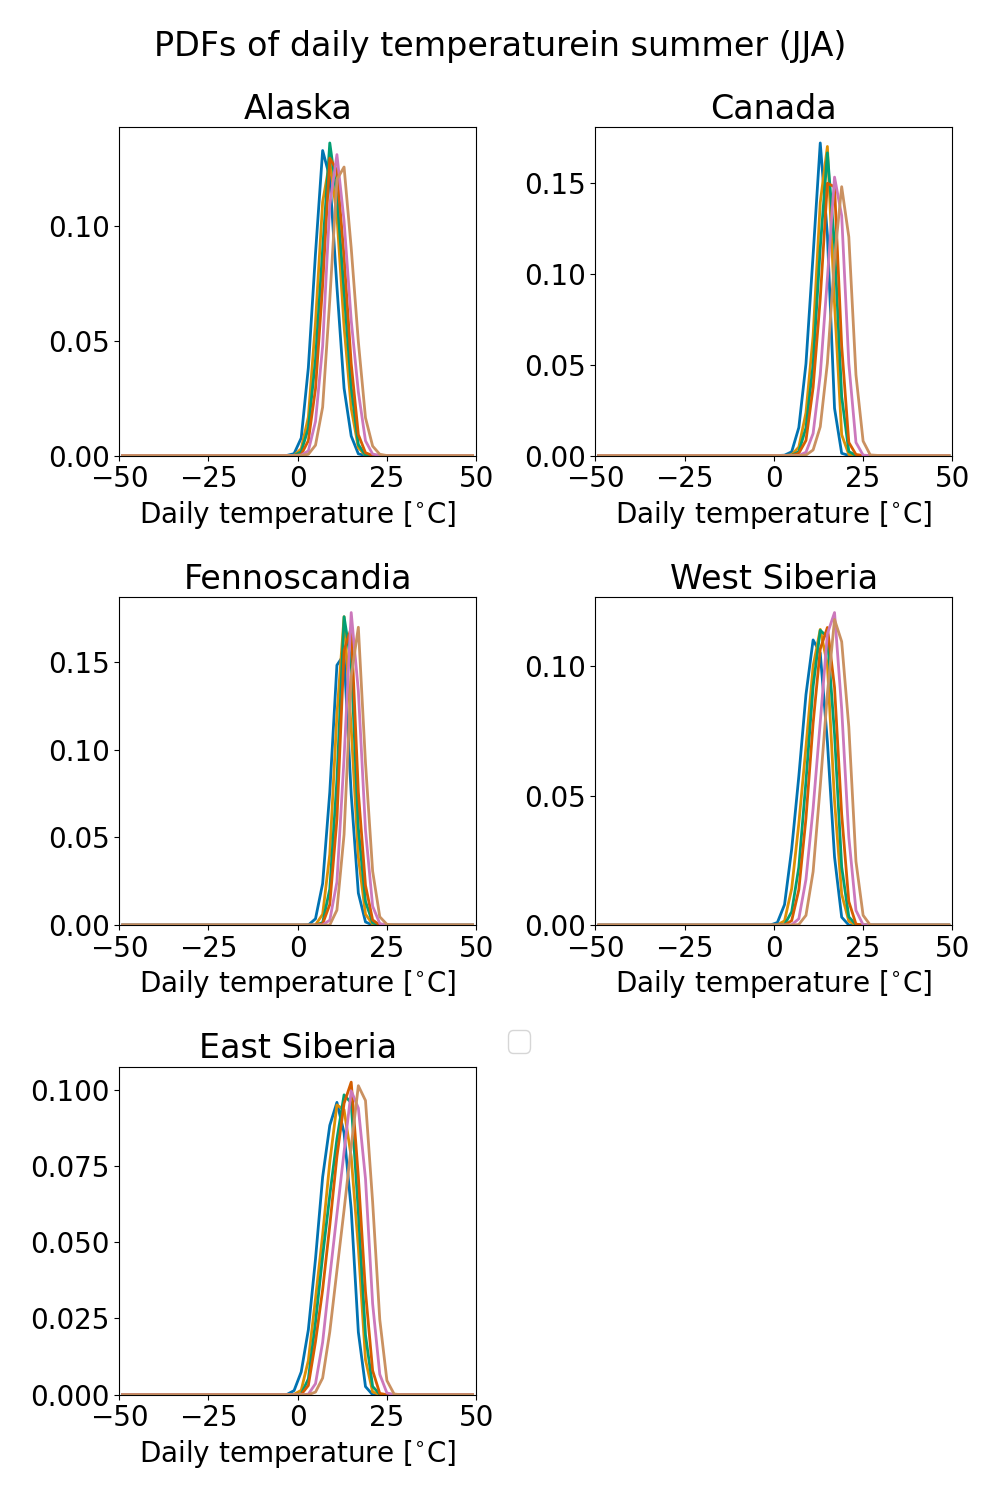 PDFs of daily temperaturein summer (JJA)
Alaska
0.10
0.05
0.00
−50 −25 0 25 50
Daily temperature [°C]
Canada
0.15
0.10
0.05
0.00
−50 −25 0 25 50
Daily temperature [°C]
Fennoscandia
0.15
0.10
0.05
0.00
−50 −25 0 25 50
Daily temperature [°C]
West Siberia
0.10
0.05
0.00
−50 −25 0 25 50
Daily temperature [°C]
East Siberia
0.100
0.075
0.050
0.025
0.000
−50 −25 0 25 50
Daily temperature [°C]